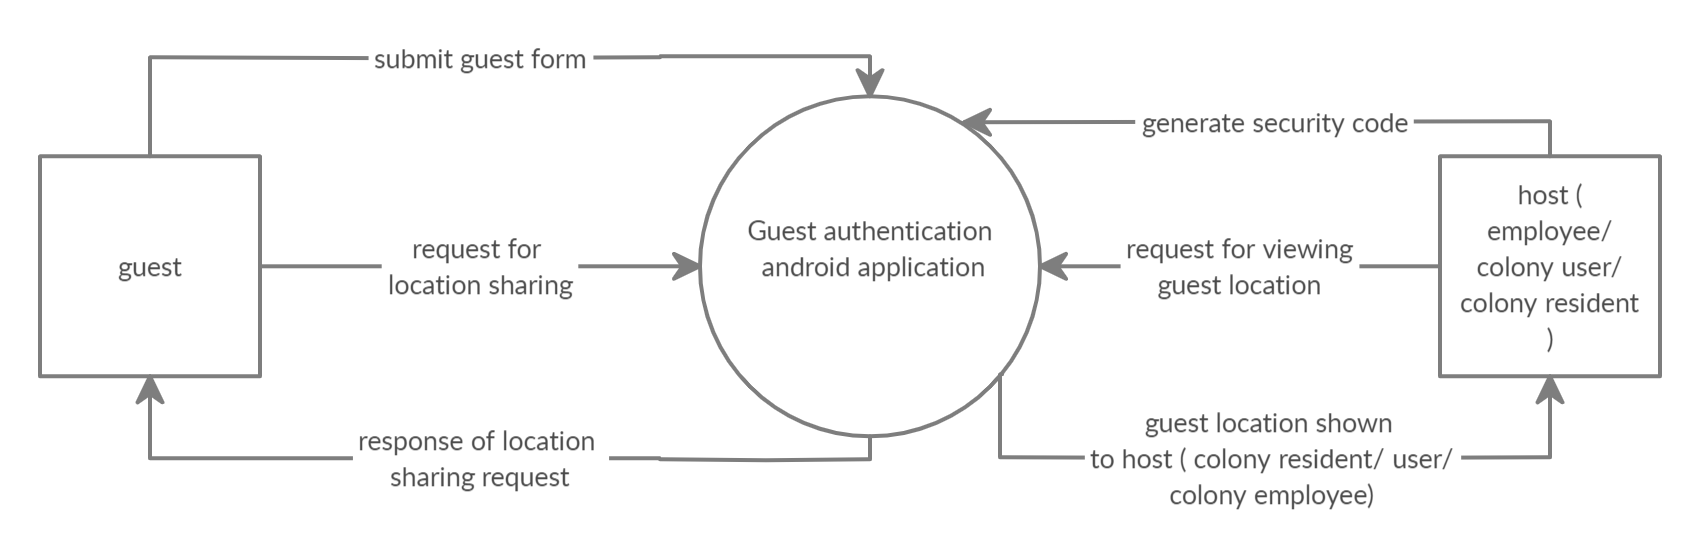 submit guest form
generate security code
guest
request for
location sharing
Guest authentication
android application
request for viewing
guest location
host (
employee/
colony user/
colony resident
)
response of location
sharing request
guest location shown
to host ( colony resident/ user/
colony employee)